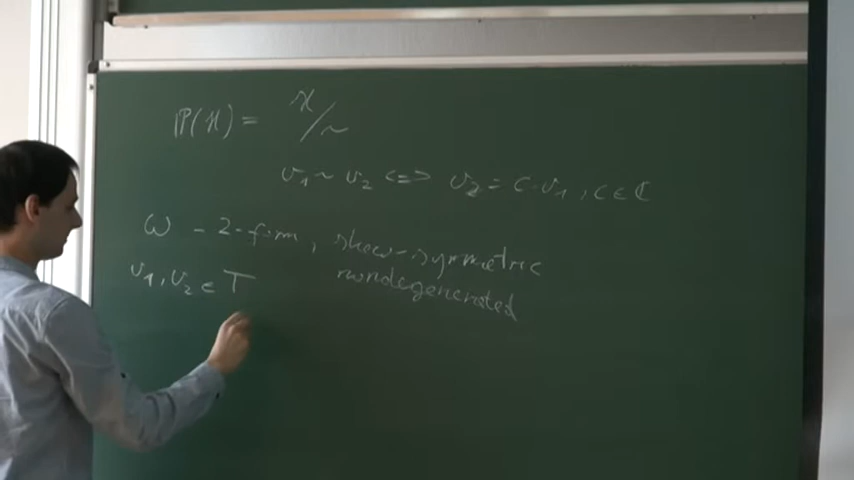 ℙ(ℋ) = ℋ/~
v₁ ~ v₂ <=> v₂ = c·v₁, c ∈ ℂ
ω - 2-form, skew-symmetric
nondegenerated
v₁, v₂ ∈ T